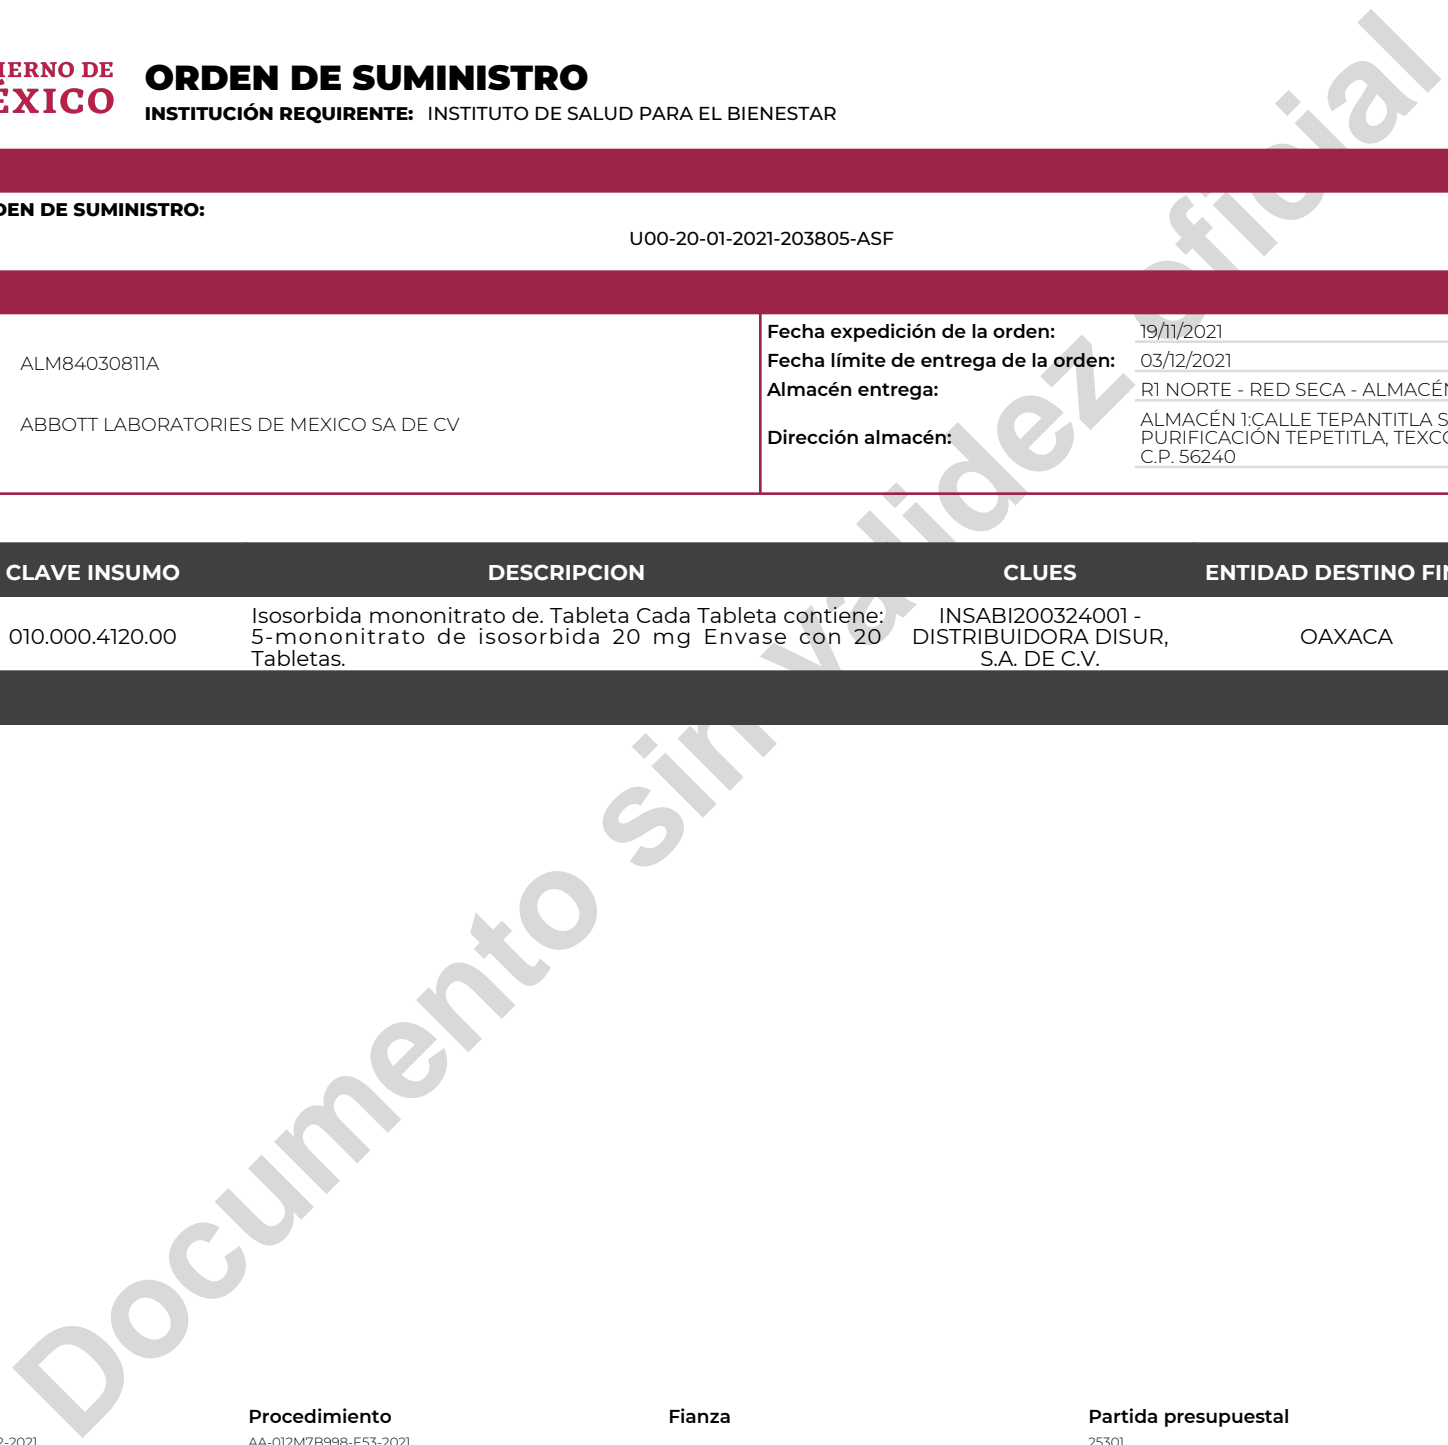 ORDEN DE SUMINISTRO
INSTITUCIÓN REQUIRENTE: INSTITUTO DE SALUD PARA EL BIENESTAR
DE
MÉXICO
DE SUMINISTRO:
U00-20-01-2021-203805-ASF
ALM84030811A
ABBOTT LABORATORIES DE MEXICO SA DE CV
Fecha expedición de la orden: 19/11/2021
Fecha límite de entrega de la orden: 03/12/2021
Almacén entrega: R1 NORTE - RED SECA - ALMACÉN
Dirección almacén:
ALMACÉN 1:CALLE TEPANTITLA
PURIFICACIÓN TEPETITLA,
C.P. 56240
CLAVE INSUMO DESCRIPCION CLUES ENTIDAD DESTINO
010.000.4120.00
Isosorbida mononitrato de. Tableta Cada Tableta contiene:
5-mononitrato de isosorbida 20 mg Envase con 20
Tabletas.
INSABI200324001 -
DISTRIBUIDORA DISUR,
S.A. DE C.V.
OAXACA
Documento sin validez oficial
Procedimiento Fianza Partida presupuestal
AA-012M7B998-E53-2021 25301